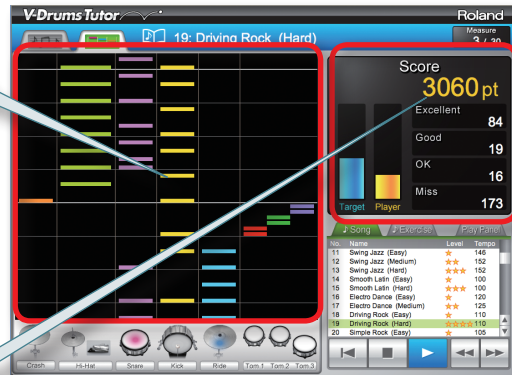 V-Drums Tutor
Roland
19: Driving Rock (Hard)
Measure
3 / 30
Score
3060 pt
Excellent
84
Good
19
OK
16
Miss
173
Target
Player
Song
Exercise
Play Panel
No. Name Level Tempo
11 Swing Jazz (Easy) 146
12 Swing Jazz (Medium) 152
13 Swing Jazz (Hard) 152
14 Smooth Latin (Easy) 100
15 Smooth Latin (Hard) 100
16 Electro Dance (Easy) 120
17 Electro Dance (Medium) 125
18 Driving Rock (Easy) 110
19 Driving Rock (Hard) 110
20 Simple Rock (Easy) 105
Crash
Hi-Hat
Snare
Kick
Ride
Tom 1
Tom 2
Tom 3